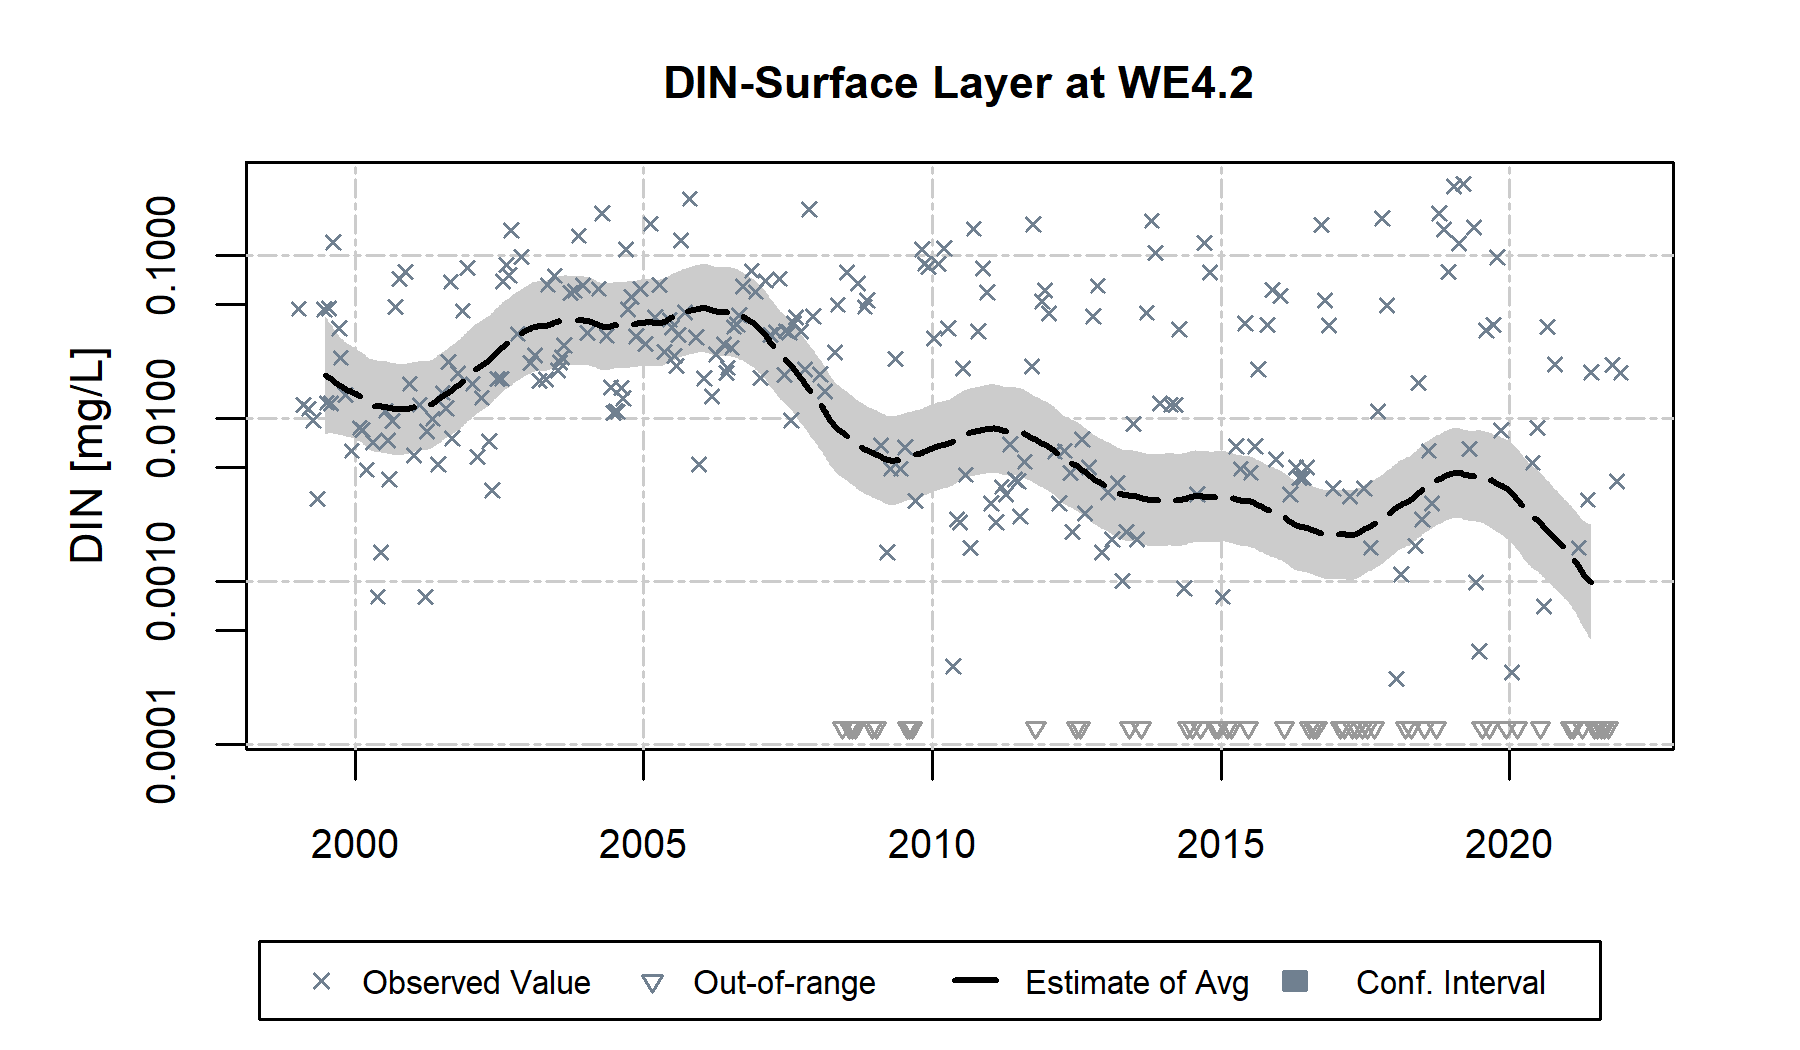 DIN-Surface Layer at WE4.2
DIN [mg/L]
0.1000
0.0100
0.0010
0.0001
2000 2005 2010 2015 2020
Observed Value Out-of-range Estimate of Avg Conf. Interval